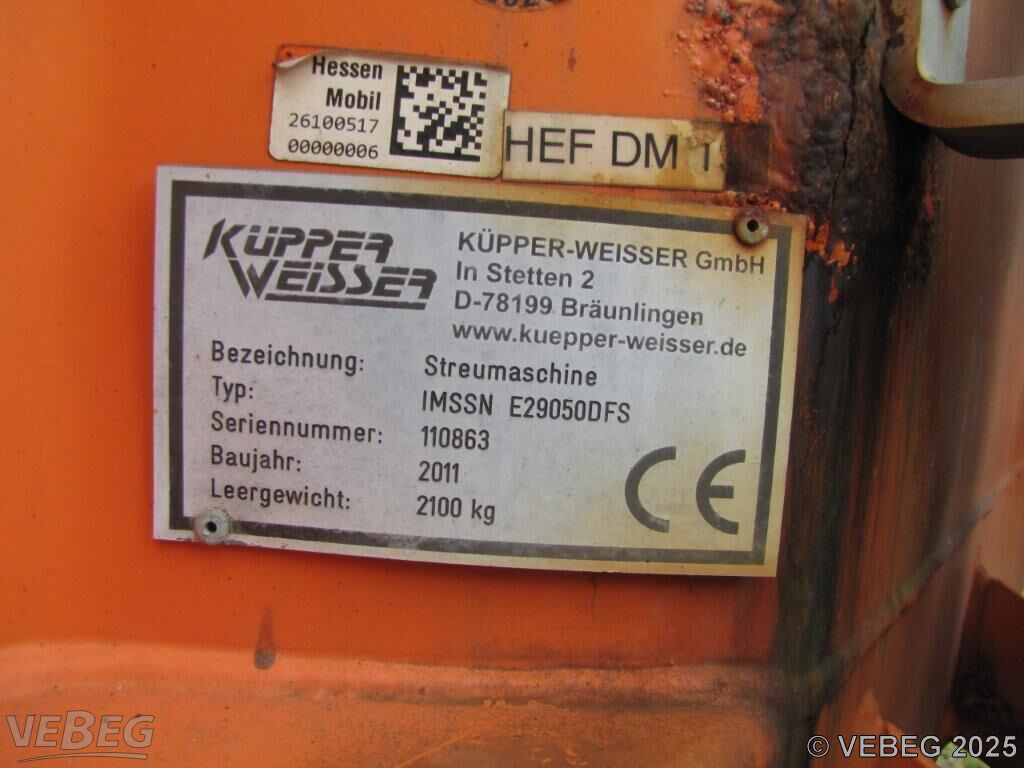 Hessen
Mobil
26100517
00000006
HEF DM 1
KÜPPER
WEISSER
KÜPPER-WEISSER GmbH
In Stetten 2
D-78199 Bräunlingen
www.kuepper-weisser.de
Bezeichnung: Streumaschine
Typ: IMSSN E29050DFS
Seriennummer: 110863
Baujahr: 2011
Leergewicht: 2100 kg
CE
VEBEG
© VEBEG 2025